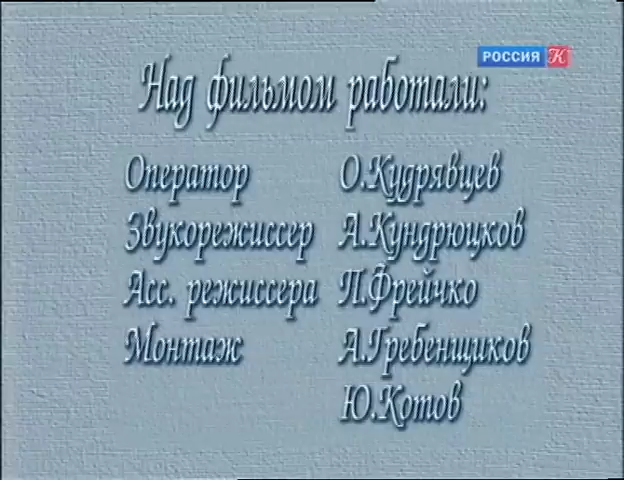 РОССИЯ К
Над фильмом работали:
Оператор О.Кудрявцев
Звукорежиссер А.Кундрюцков
Асс. режиссера Л.Фрейчко
Монтаж А.Гребенщиков
Ю.Котов